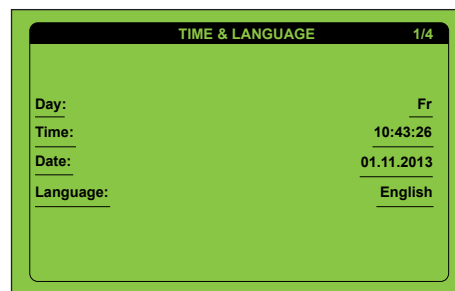 TIME & LANGUAGE 1/4
Day: Fr
Time: 10:43:26
Date: 01.11.2013
Language: English